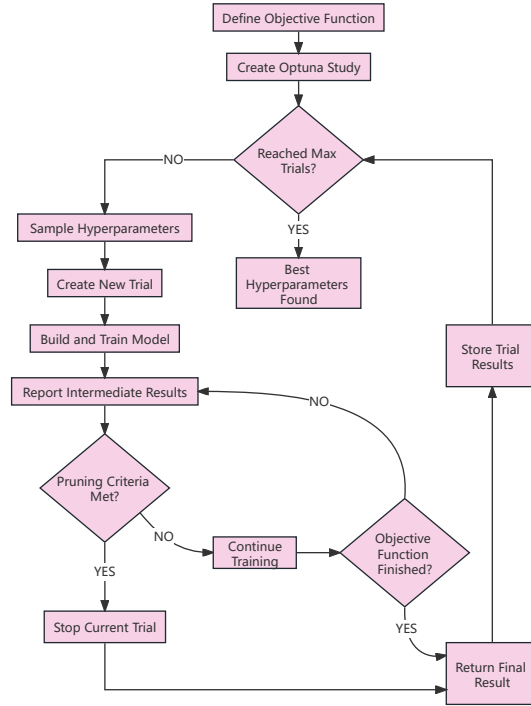 Define Objective Function
Create Optuna Study
Reached Max
Trials?
NO
YES
Sample Hyperparameters
Best
Hyperparameters
Found
Create New Trial
Build and Train Model
Store Trial
Results
Report Intermediate Results
NO
Pruning Criteria
Met?
NO
Continue
Training
Objective
Function
Finished?
YES
Stop Current Trial
YES
Return Final
Result